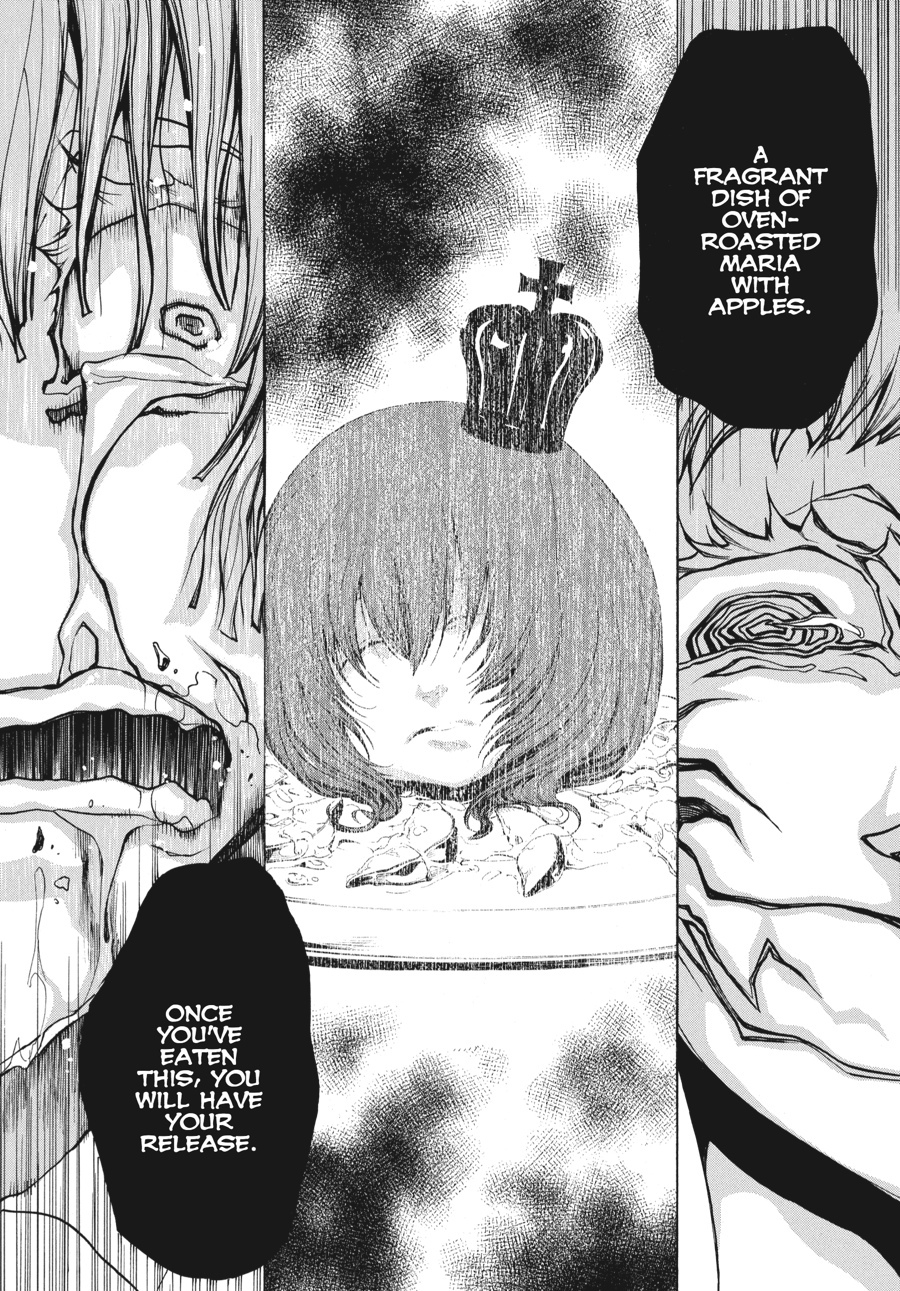 A
FRAGRANT
DISH OF
OVEN-
ROASTED
MARIA
WITH
APPLES.
ONCE
YOU'VE
EATEN
THIS, YOU
WILL HAVE
YOUR
RELEASE.